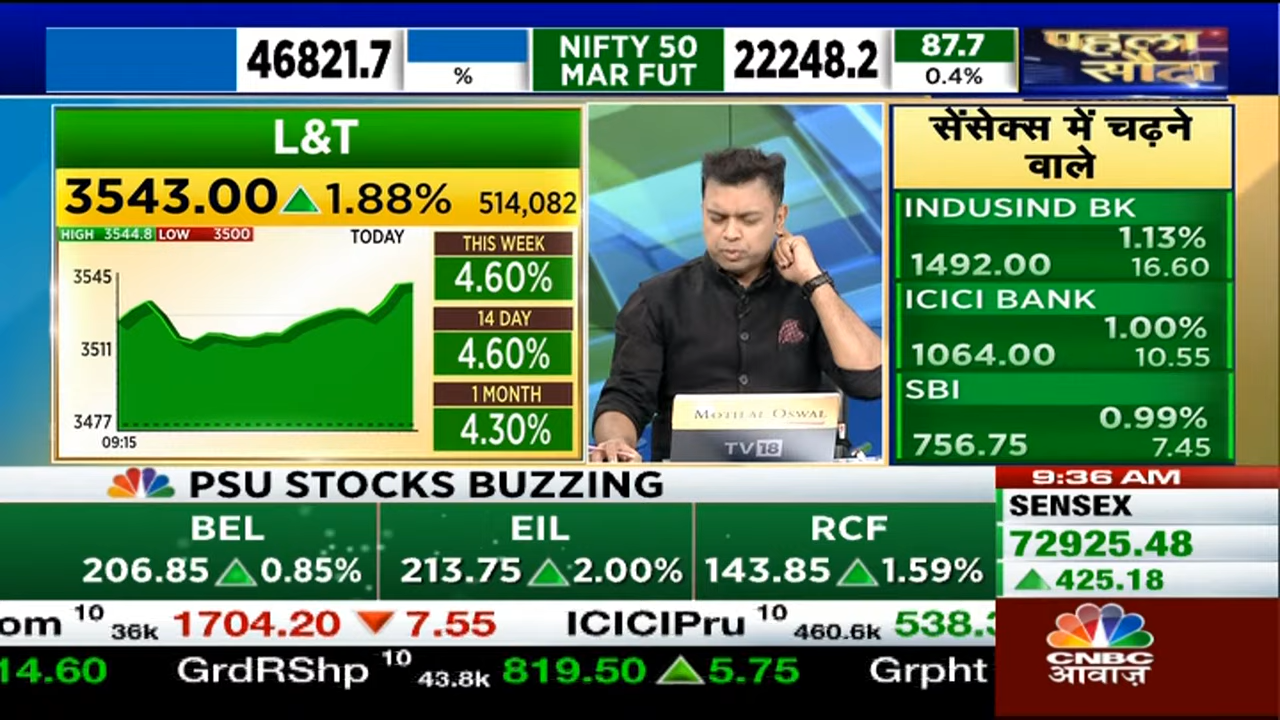 46821.7
%
NIFTY 50
MAR FUT
22248.2
87.7
0.4%
पहला
सौदा
L&T
3543.00 1.88% 514,082
HIGH 3544.8 LOW 3500
TODAY
3545
3511
3477
09:15
THIS WEEK
4.60%
14 DAY
4.60%
1 MONTH
4.30%
MOTILAL OSWAL
TV18
सेंसेक्स में चढ़ने
वाले
INDUSIND BK
1.13%
1492.00 16.60
ICICI BANK
1.00%
1064.00 10.55
SBI
0.99%
756.75 7.45
PSU STOCKS BUZZING
BEL
206.85 0.85%
EIL
213.75 2.00%
RCF
143.85 1.59%
9:36 AM
SENSEX
72925.48
425.18
om 10 36k 1704.20 7.55 ICICIPru 10 460.6k 538.3
14.60 GrdRShp 10 43.8k 819.50 5.75 Grpht
CNBC
आवाज़